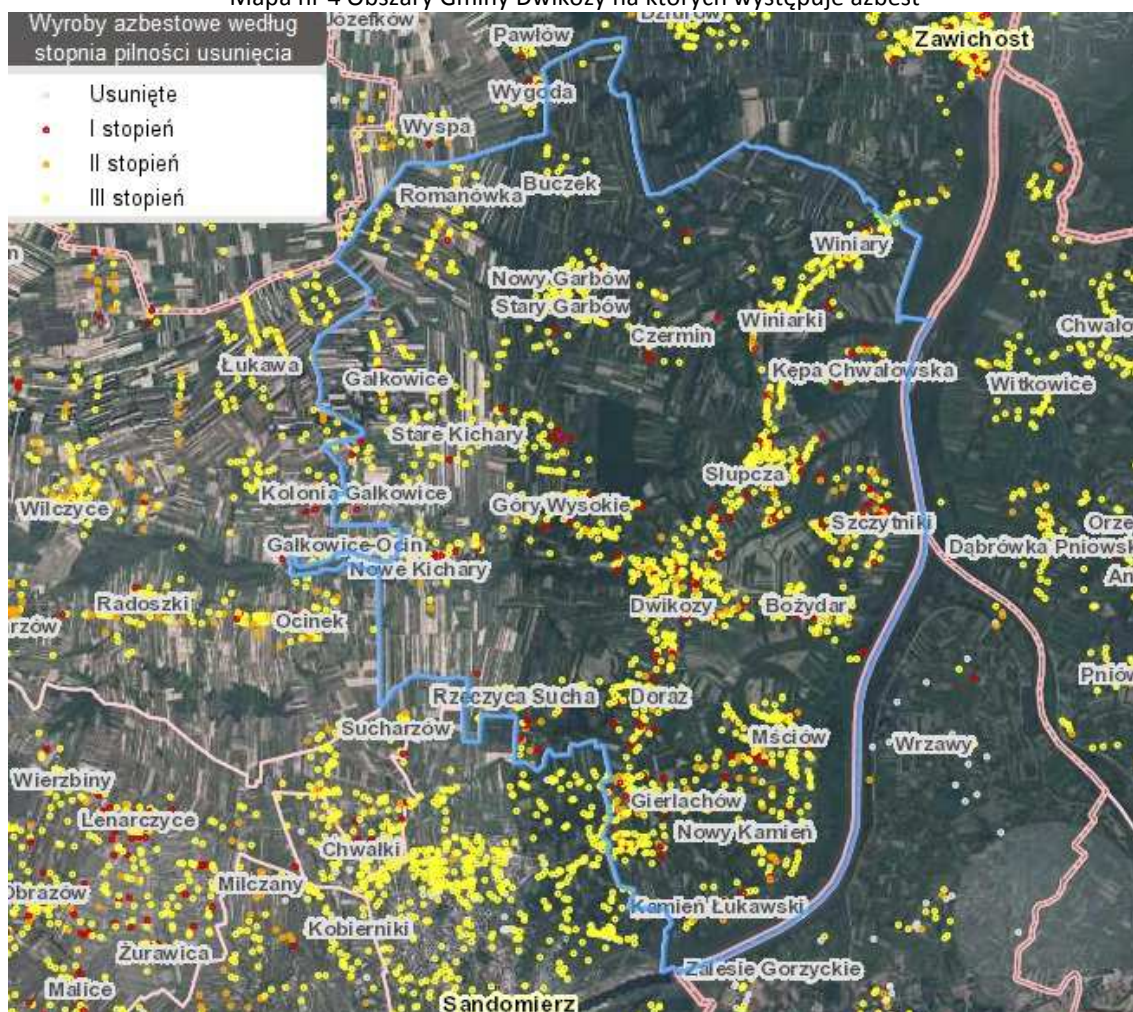 Mapa nr 4 Obszary Gminy Dwikozy na których występuje azbest
Wyroby azbestowe według
stopnia pilności usunięcia
Usunięte
I stopień
II stopień
III stopień
Józefków
Pawłów
Dziurów
Zawichost
Wygoda
Wyspa
Buczek
Romanówka
Winiary
Nowy Garbów
Stary Garbów
Winiarki
Czermin
Chwało
Łukawa
Gałkowice
Kępa Chwałowska
Witkowice
Stare Kichary
Słupcza
Kolonia Gałkowice
Wilczyce
Góry Wysokie
Szczytniki
Orze
Gałkowice-Ocin
Dąbrówka Pniowsk
Nowe Kichary
An
Radoszki
Dwikozy
Bożydar
arzów
Ocinek
Pniów
Rzeczyca Sucha
Doraz
Sucharzów
Mściów
Wrzawy
Wierzbiny
Gierlachów
Lenarczyce
Nowy Kamień
Chwałki
Milczany
Obrazów
Kamień Łukawski
Kobierniki
Żurawica
Zalesie Gorzyckie
Malice
Sandomierz